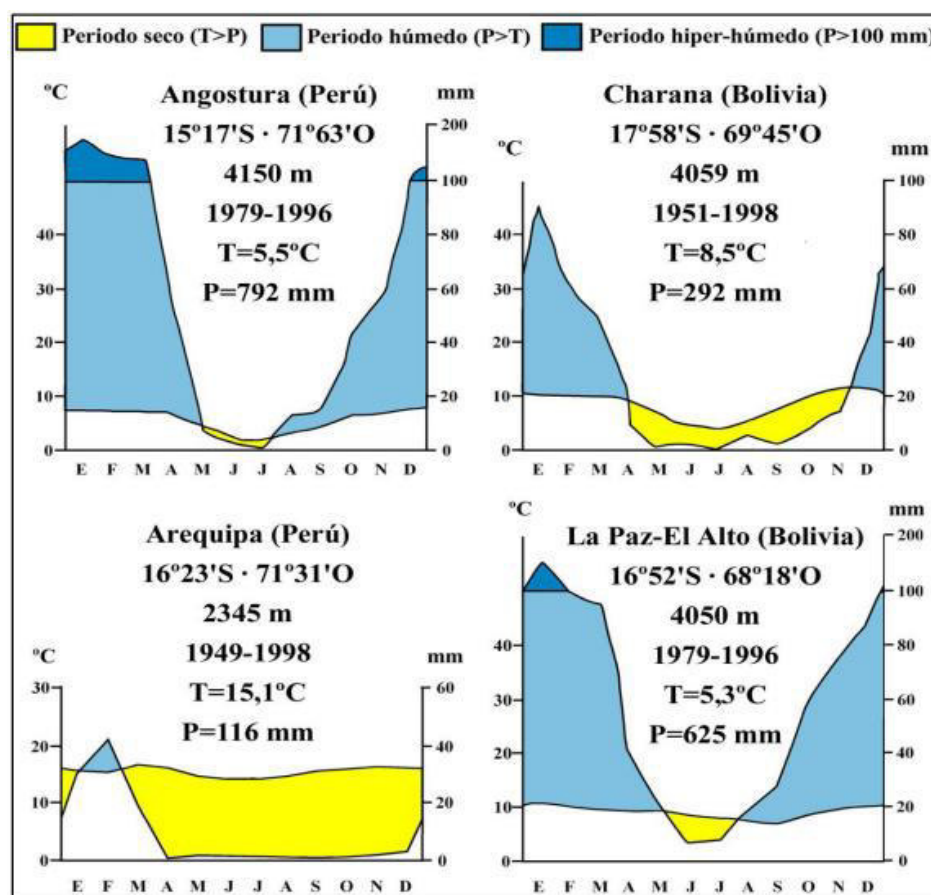 Periodo seco (T>P) Periodo húmedo (P>T) Periodo hiper-húmedo (P>100 mm)
ºC mm
Angostura (Perú)
15º17'S · 71º63'O
4150 m
1979-1996
T=5,5ºC
P=792 mm
200
100
80
60
40
20
0
40
30
20
10
0
E F M A M J J A S O N D
ºC mm
Charana (Bolivia)
17º58'S · 69º45'O
4059 m
1951-1998
T=8,5ºC
P=292 mm
100
80
60
40
20
0
40
30
20
10
0
E F M A M J J A S O N D
ºC mm
Arequipa (Perú)
16º23'S · 71º31'O
2345 m
1949-1998
T=15,1ºC
P=116 mm
30
20
10
0
60
40
20
0
E F M A M J J A S O N D
ºC mm
La Paz-El Alto (Bolivia)
16º52'S · 68º18'O
4050 m
1979-1996
T=5,3ºC
P=625 mm
200
100
80
60
40
20
0
40
30
20
10
0
E F M A M J J A S O N D